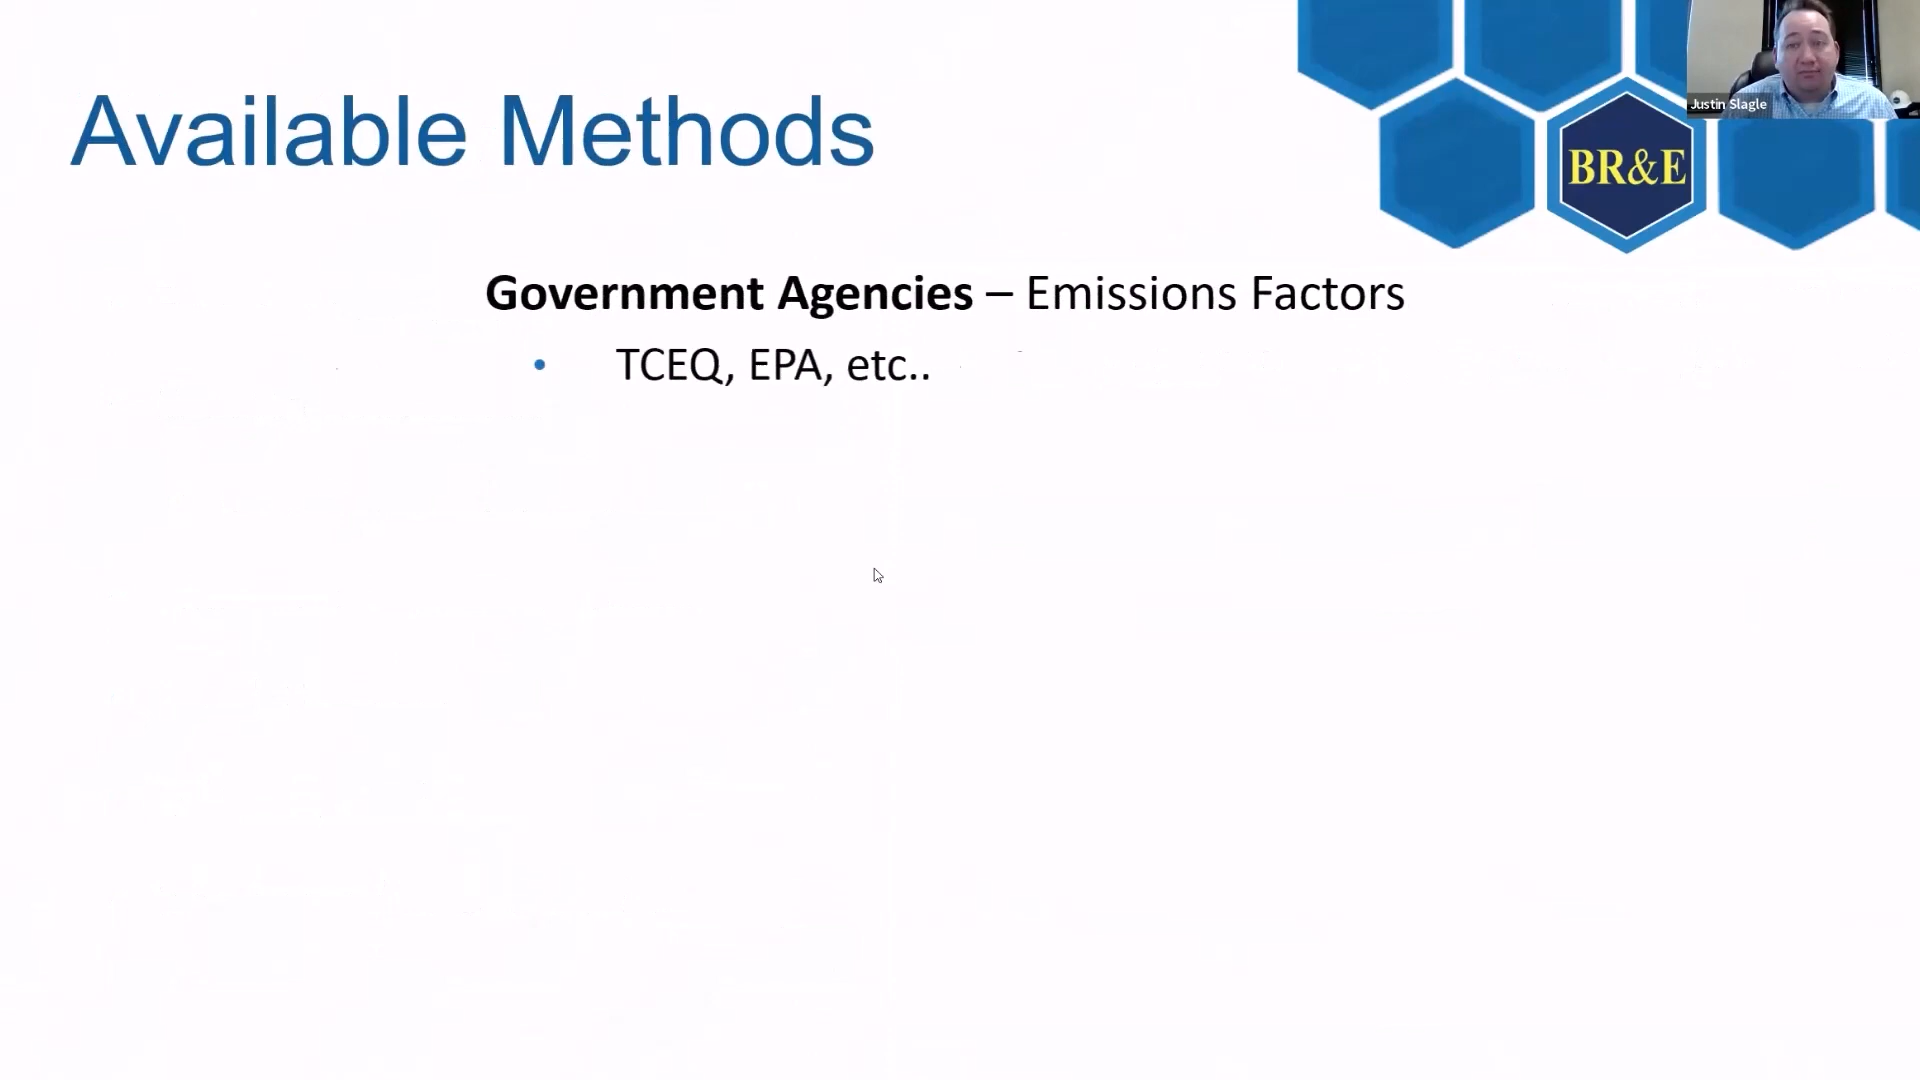 Available Methods
Justin Slagle
BR&E
Government Agencies – Emissions Factors
• TCEQ, EPA, etc..